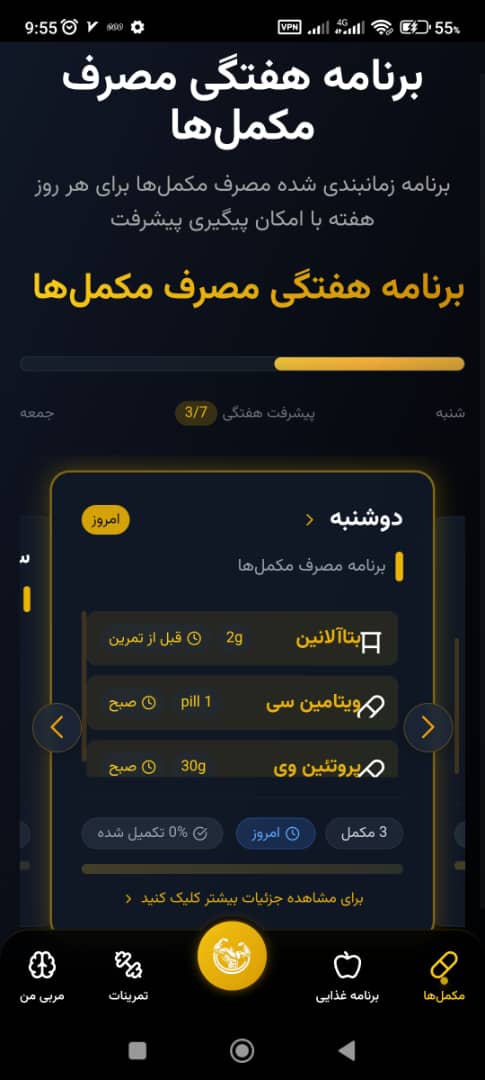 9:55
VPN 4G 55%
برنامه هفتگی مصرف
مکمل‌ها
برنامه زمانبندی شده مصرف مکمل‌ها برای هر روز
هفته با امکان پیگیری پیشرفت
برنامه هفتگی مصرف مکمل‌ها
شنبه
پیشرفت هفتگی 3/7
جمعه
دوشنبه
امروز
برنامه مصرف مکمل‌ها
بتاآلانین 2g قبل از تمرین
ویتامین سی 1 pill صبح
پروتئین وی 30g صبح
3 مکمل امروز 0% تکمیل شده
برای مشاهده جزئیات بیشتر کلیک کنید
مکمل‌ها برنامه غذایی تمرینات مربی من